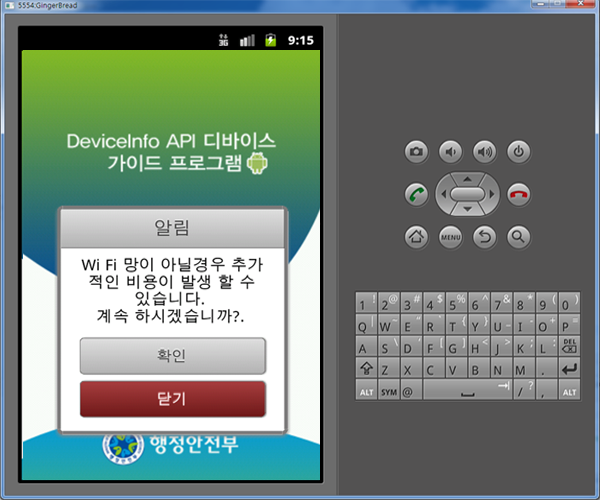 5554:GingerBread
3G 9:15
DeviceInfo API 디바이스
가이드 프로그램
알림
Wi Fi 망이 아닐경우 추가
적인 비용이 발생 할 수
있습니다.
계속 하시겠습니까?.
확인
닫기
행정안전부
MENU
1 ! 2 @ 3 # 4 $ 5 % 6 ^ 7 & 8 * 9 ( 0 )
Q | W ~ E " R ` T { Y } U _ I - O + P =
A S \ D ' F [ G ] H < J > K ; L : DEL
Z X C V B N M .
ALT SYM @ / ? , ALT